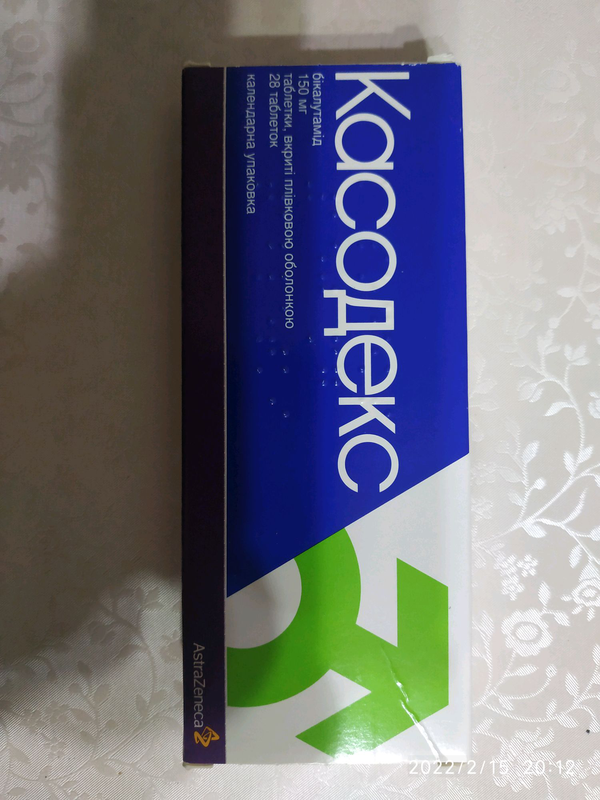 Касодекс
бікалутамід
150 мг
таблетки, вкриті плівковою оболонкою
28 таблеток
календарна упаковка
AstraZeneca
2022/2/15 20:12